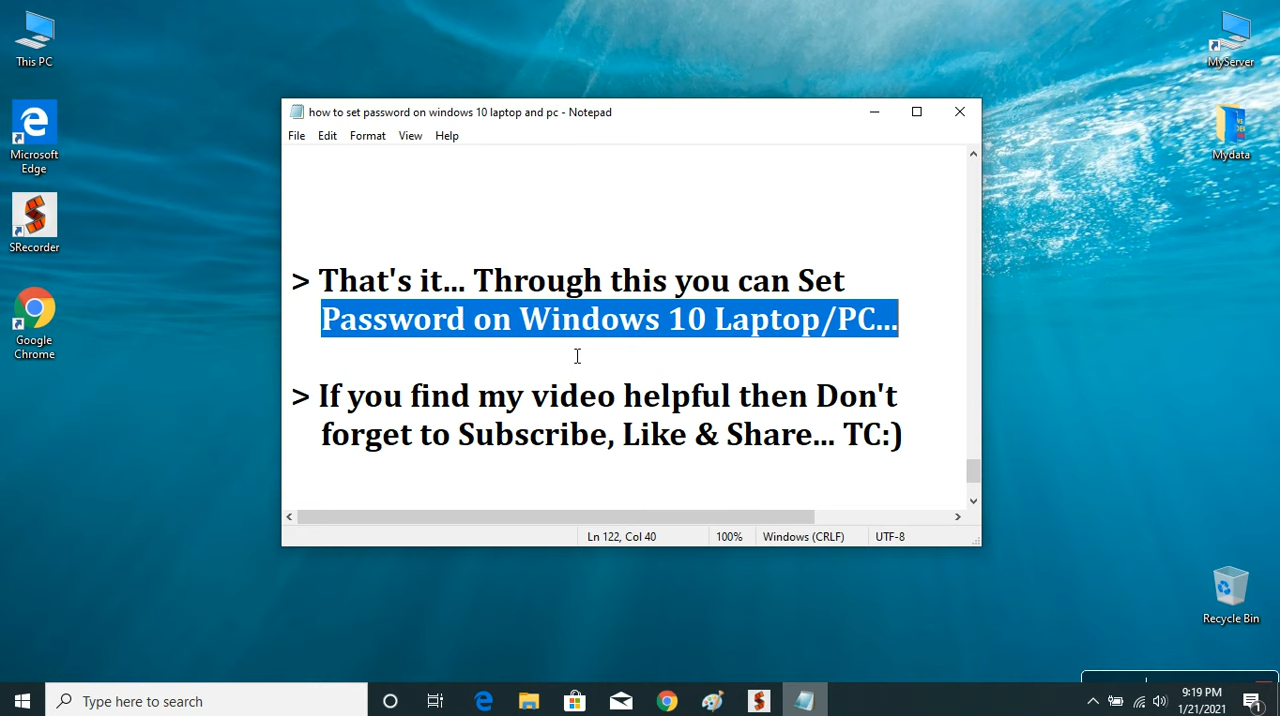 This PC
Microsoft
Edge
SRecorder
Google
Chrome
MyServer
Mydata
Recycle Bin
how to set password on windows 10 laptop and pc - Notepad
File Edit Format View Help
> That's it... Through this you can Set
Password on Windows 10 Laptop/PC...
> If you find my video helpful then Don't
forget to Subscribe, Like & Share... TC:)
Ln 122, Col 40 100% Windows (CRLF) UTF-8
Type here to search
9:19 PM
1/21/2021
1